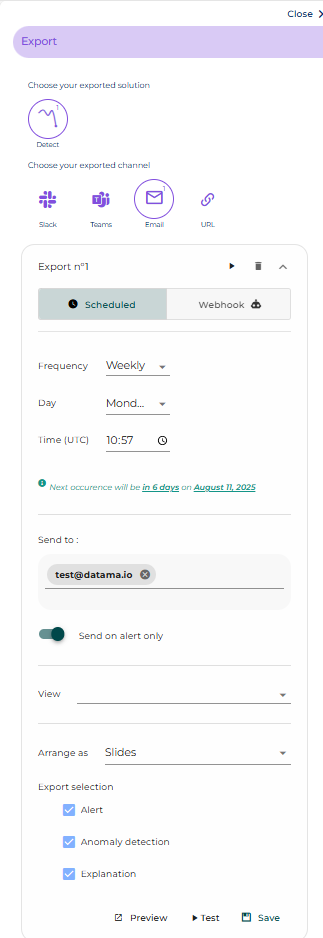 Close
Export
Choose your exported solution
1
Detect
Choose your exported channel
1
Slack Teams Email URL
Export n°1
Scheduled Webhook
Frequency Weekly
Day Mond...
Time (UTC) 10:57
Next occurence will be in 6 days on August 11, 2025
Send to :
test@datama.io
Send on alert only
View
Arrange as Slides
Export selection
Alert
Anomaly detection
Explanation
Preview Test Save